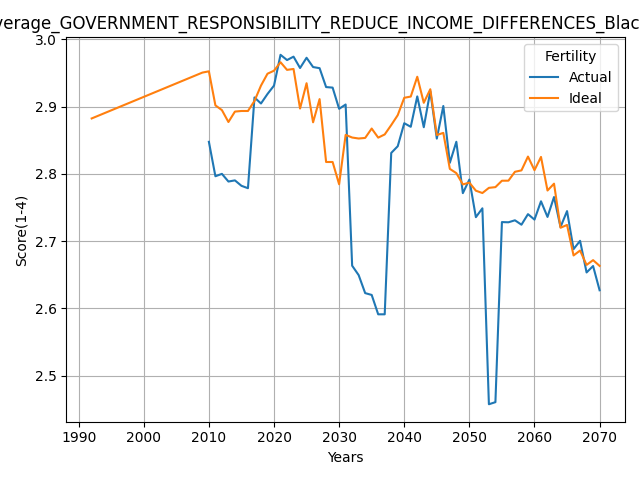 verage_GOVERNMENT_RESPONSIBILITY_REDUCE_INCOME_DIFFERENCES_Blac
3.0
2.9
2.8
2.7
2.6
2.5
Score(1-4)
1990 2000 2010 2020 2030 2040 2050 2060 2070
Years
Fertility
Actual
Ideal